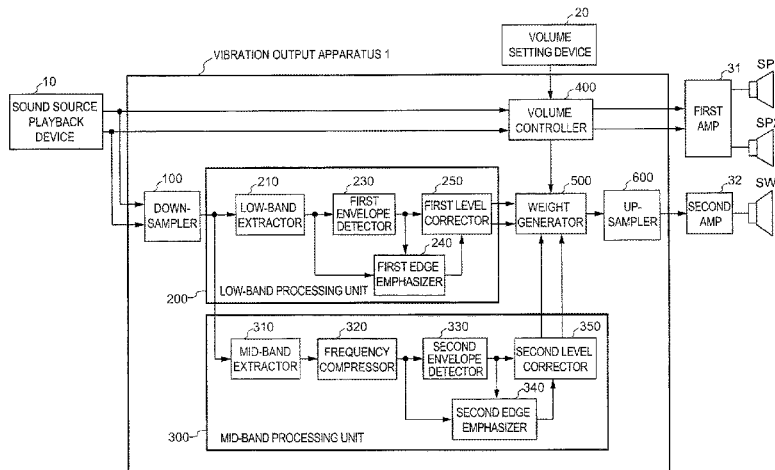 20
VOLUME
SETTING DEVICE
VIBRATION OUTPUT APPARATUS 1
10
SOUND SOURCE
PLAYBACK
DEVICE
400
VOLUME
CONTROLLER
31
FIRST
AMP
SP
SP2
100
DOWN-
SAMPLER
210
LOW-BAND
EXTRACTOR
230
FIRST
ENVELOPE
DETECTOR
250
FIRST LEVEL
CORRECTOR
500
WEIGHT
GENERATOR
600
UP-
SAMPLER
32
SECOND
AMP
SW
240
FIRST EDGE
EMPHASIZER
200
LOW-BAND PROCESSING UNIT
310
MID-BAND
EXTRACTOR
320
FREQUENCY
COMPRESSOR
330
SECOND
ENVELOPE
DETECTOR
350
SECOND LEVEL
CORRECTOR
340
SECOND EDGE
EMPHASIZER
300
MID-BAND PROCESSING UNIT